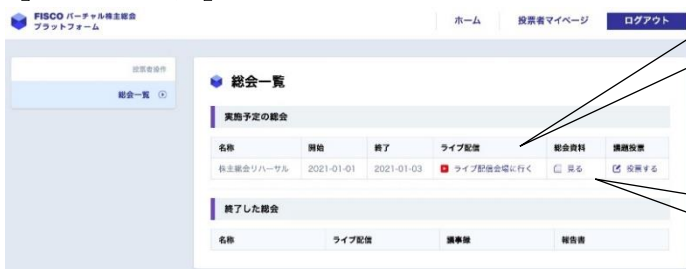 FISCO バーチャル株主総会
プラットフォーム
ホーム 投票者マイページ ログアウト
投票者操作
総会一覧
総会一覧
実施予定の総会
名称 開始 終了 ライブ配信 総会資料 議題投票
株主総会リハーサル 2021-01-01 2021-01-03 ライブ配信会場に行く 見る 投票する
終了した総会
名称 ライブ配信 議事録 報告書